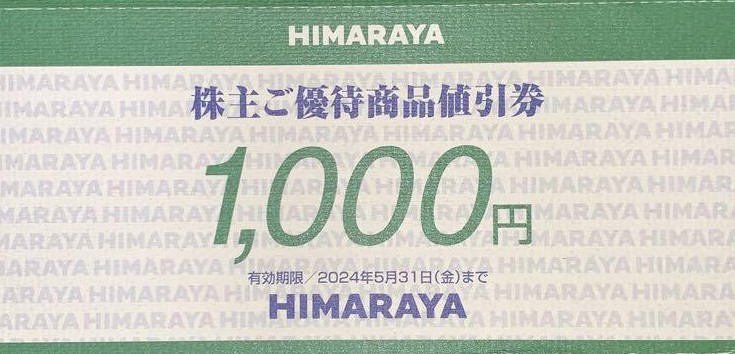 HIMARAYA
株主ご優待商品値引券
1,000円
有効期限／2024年5月31日(金)まで
HIMARAYA